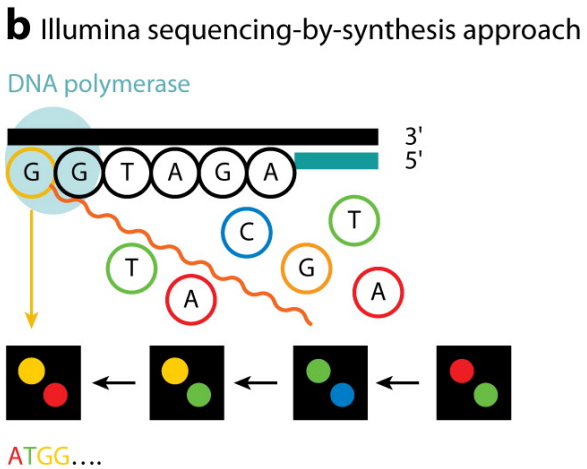 b Illumina sequencing-by-synthesis approach
DNA polymerase
3'
5'
G G T A G A
C
T
T
G
A
A
ATGG....